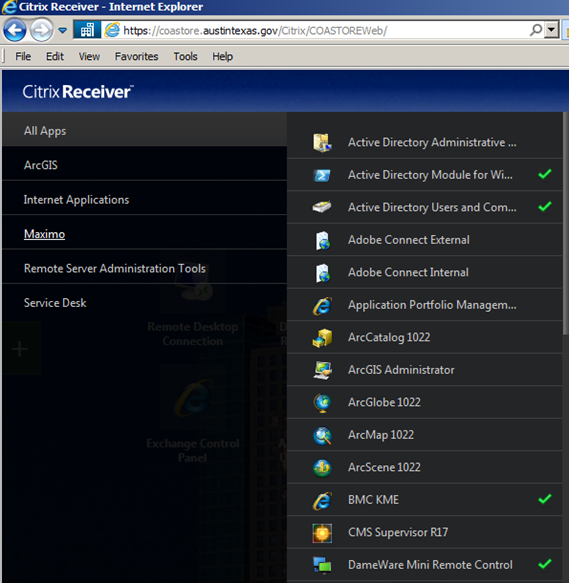 Citrix Receiver - Internet Explorer
https://coastore.austintexas.gov/Citrix/COASTOREWeb/
File Edit View Favorites Tools Help
Citrix Receiver™
All Apps
ArcGIS
Internet Applications
Maximo
Remote Server Administration Tools
Service Desk
Remote Desktop
Connection
Exchange Control
Panel
Active Directory Administrative ...
Active Directory Module for Wi...
Active Directory Users and Com...
Adobe Connect External
Adobe Connect Internal
Application Portfolio Managem...
ArcCatalog 1022
ArcGIS Administrator
ArcGlobe 1022
ArcMap 1022
ArcScene 1022
BMC KME
CMS Supervisor R17
DameWare Mini Remote Control